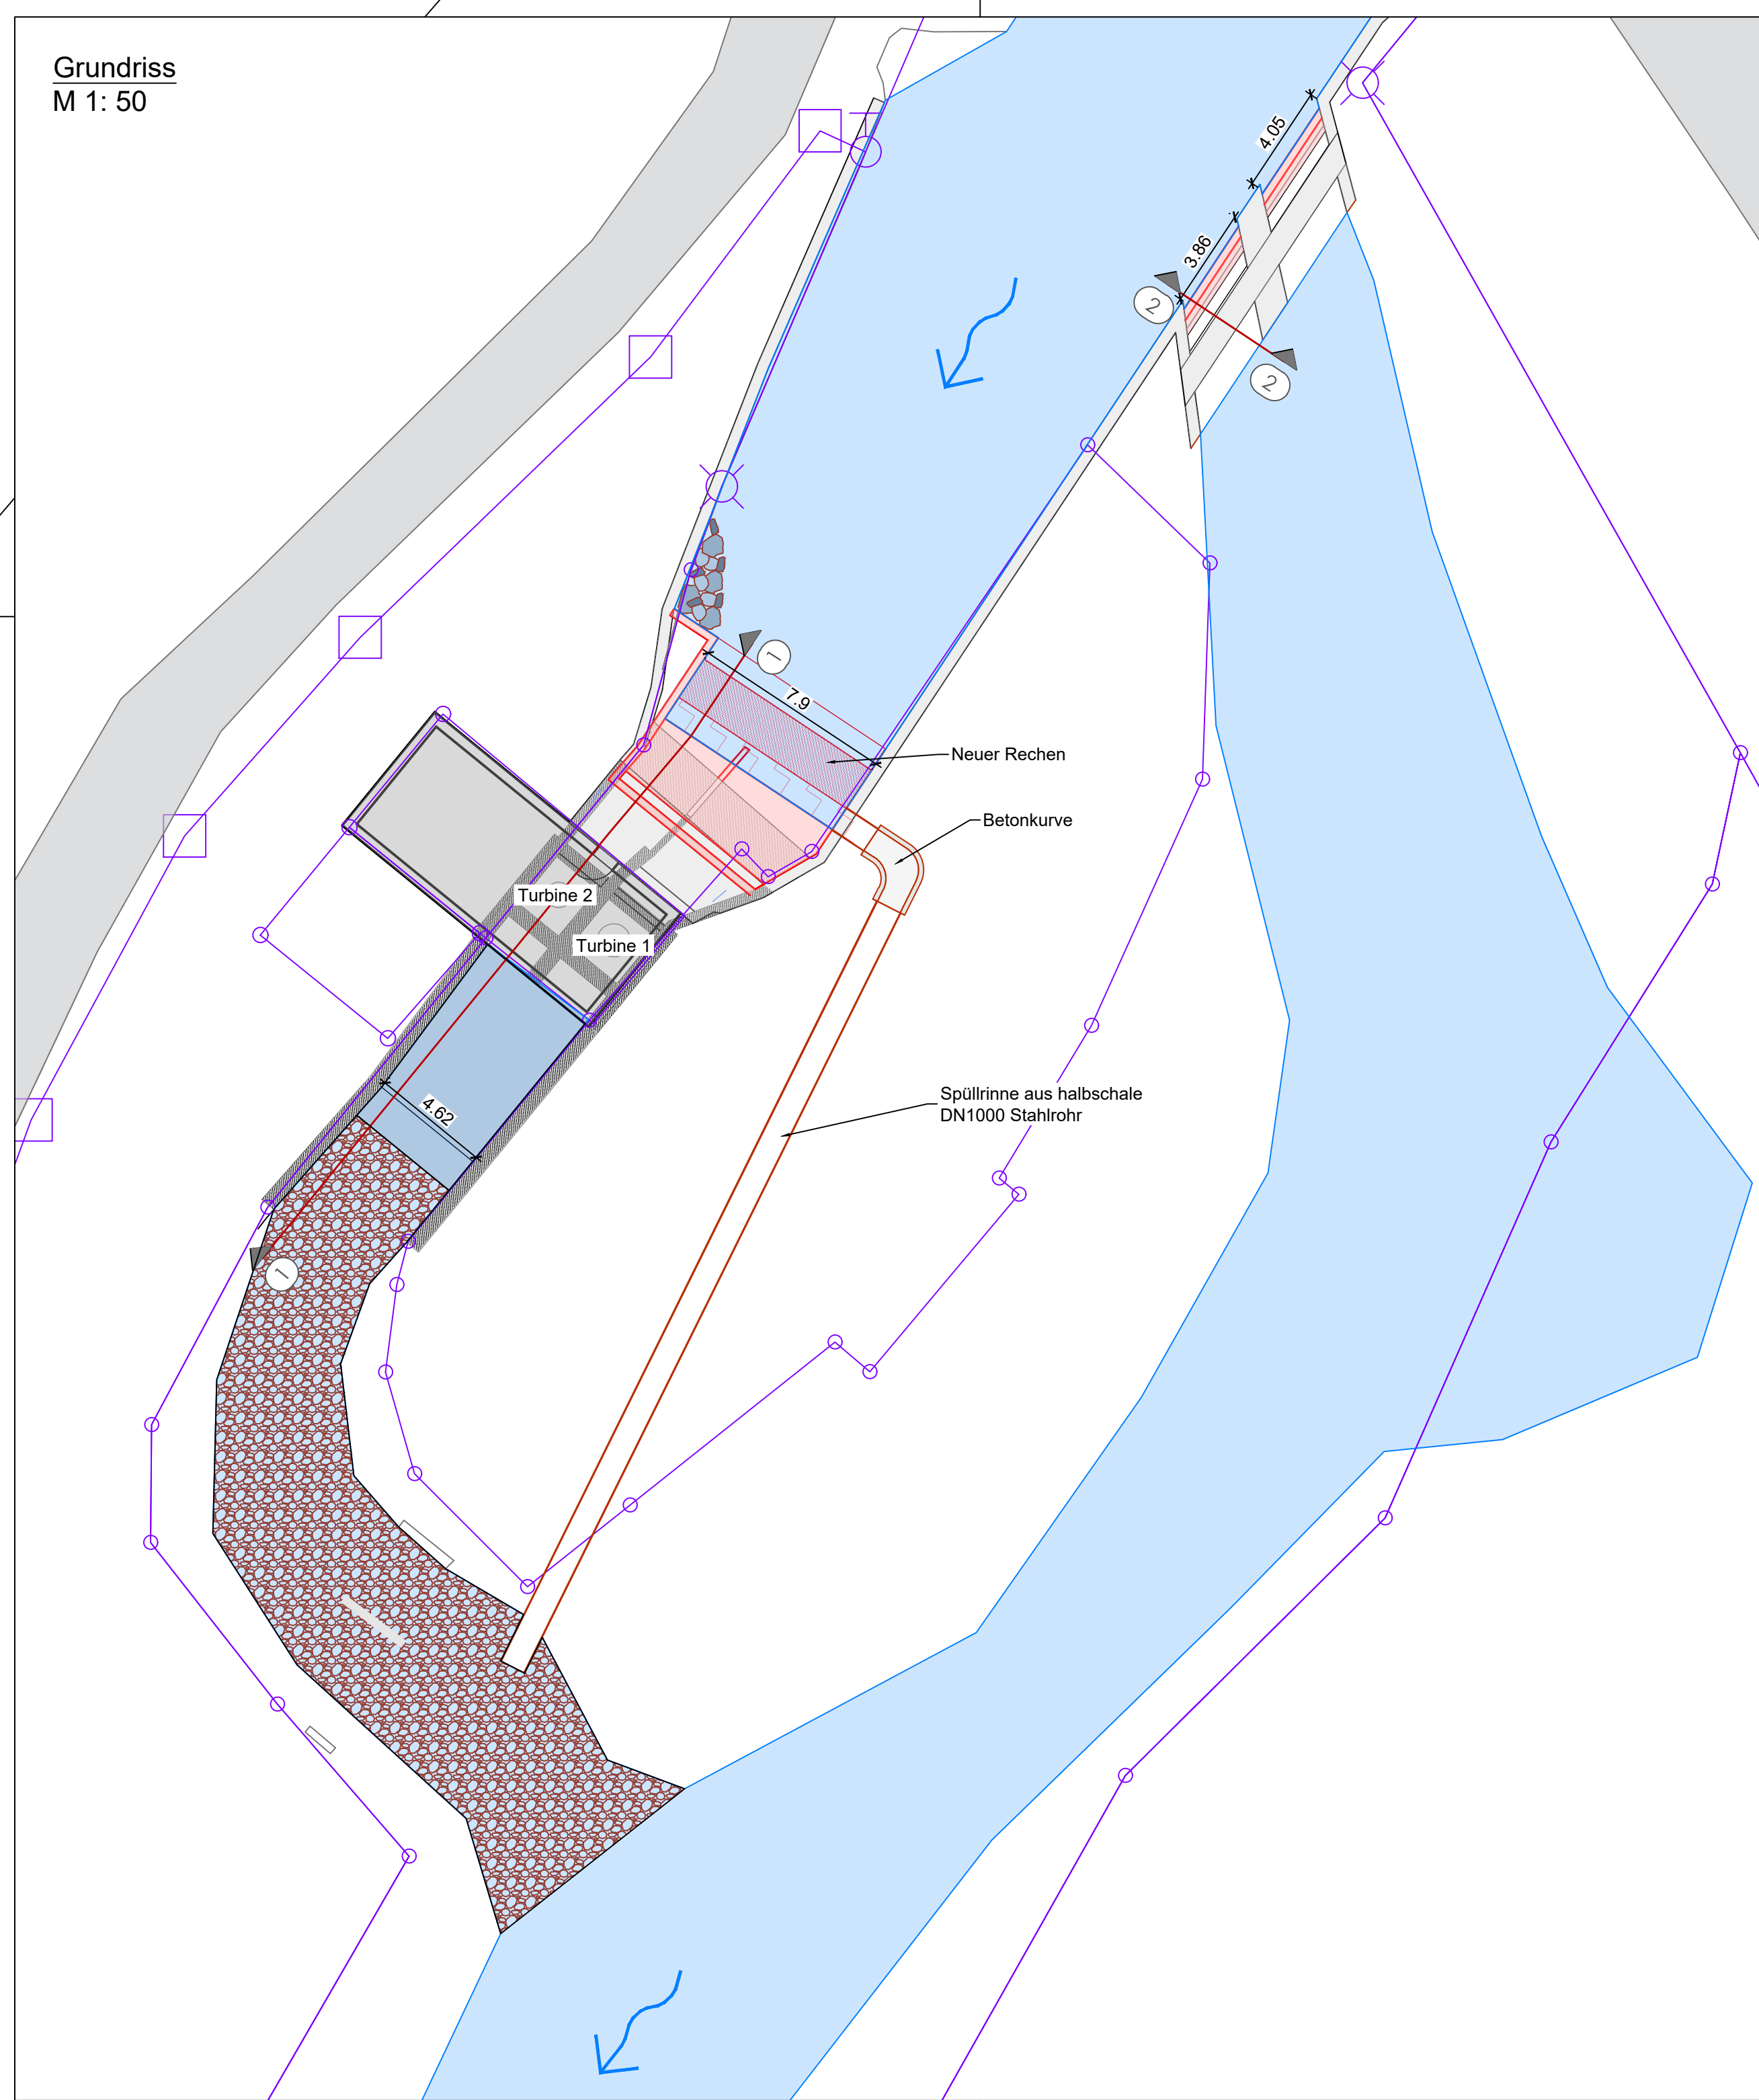 Grundriss
M 1: 50
4.05
3.86
2
2
1
7.9
Neuer Rechen
Betonkurve
Turbine 2
Turbine 1
Spüllrinne aus halbschale
DN1000 Stahlrohr
4.62
1